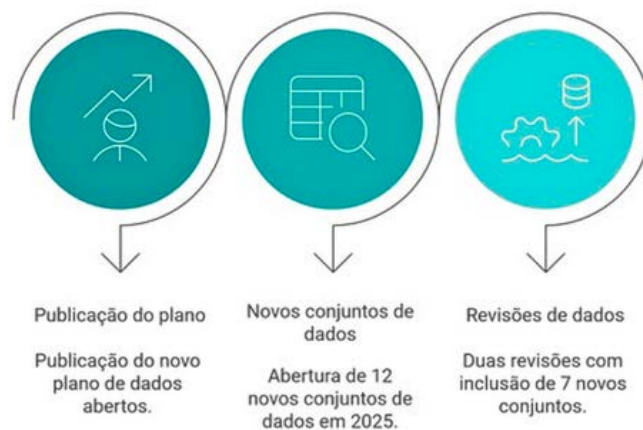 Publicação do plano
Publicação do novo
plano de dados
abertos.
Novos conjuntos de
dados
Abertura de 12
novos conjuntos de
dados em 2025.
Revisões de dados
Duas revisões com
inclusão de 7 novos
conjuntos.